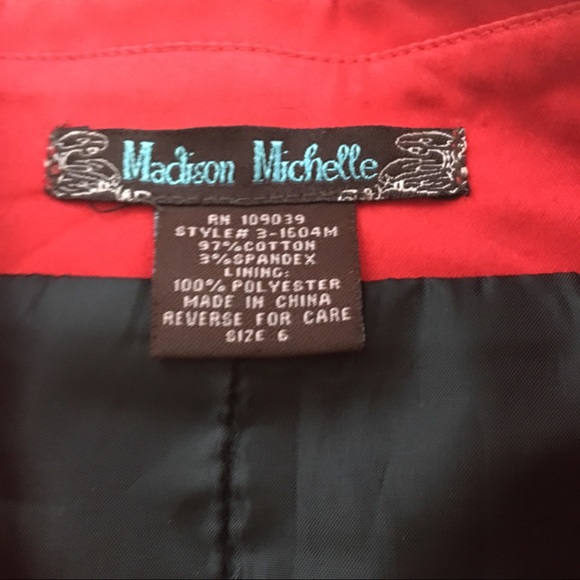 Madison Michelle
RN 109039
STYLE# 3-1604M
97%COTTON
3%SPANDEX
LINING:
100% POLYESTER
MADE IN CHINA
REVERSE FOR CARE
SIZE 6